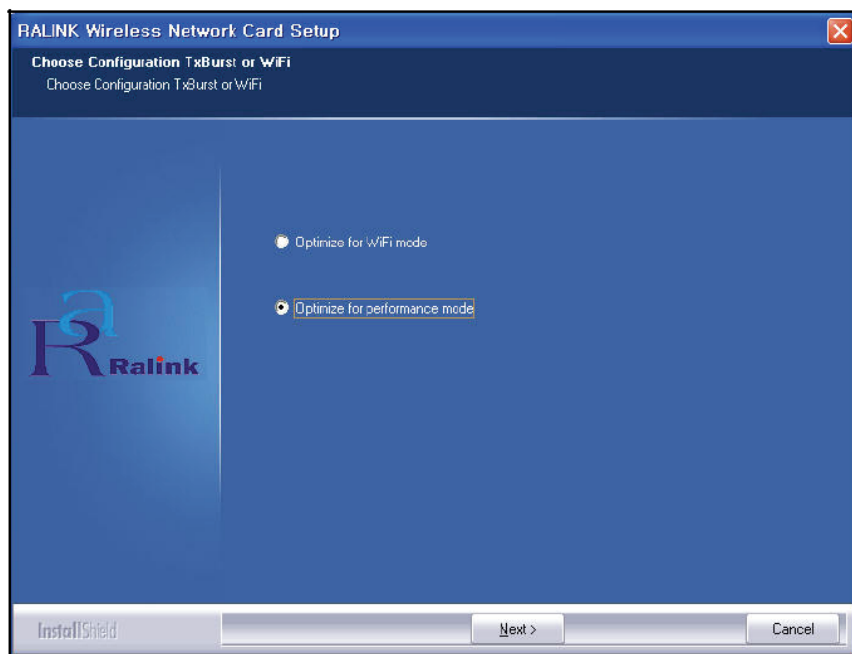 RALINK Wireless Network Card Setup
Choose Configuration TxBurst or WiFi
Choose Configuration TxBurst or WiFi
Optimize for WiFi mode
Optimize for performance mode
Ra
Ralink
InstallShield
Next >
Cancel